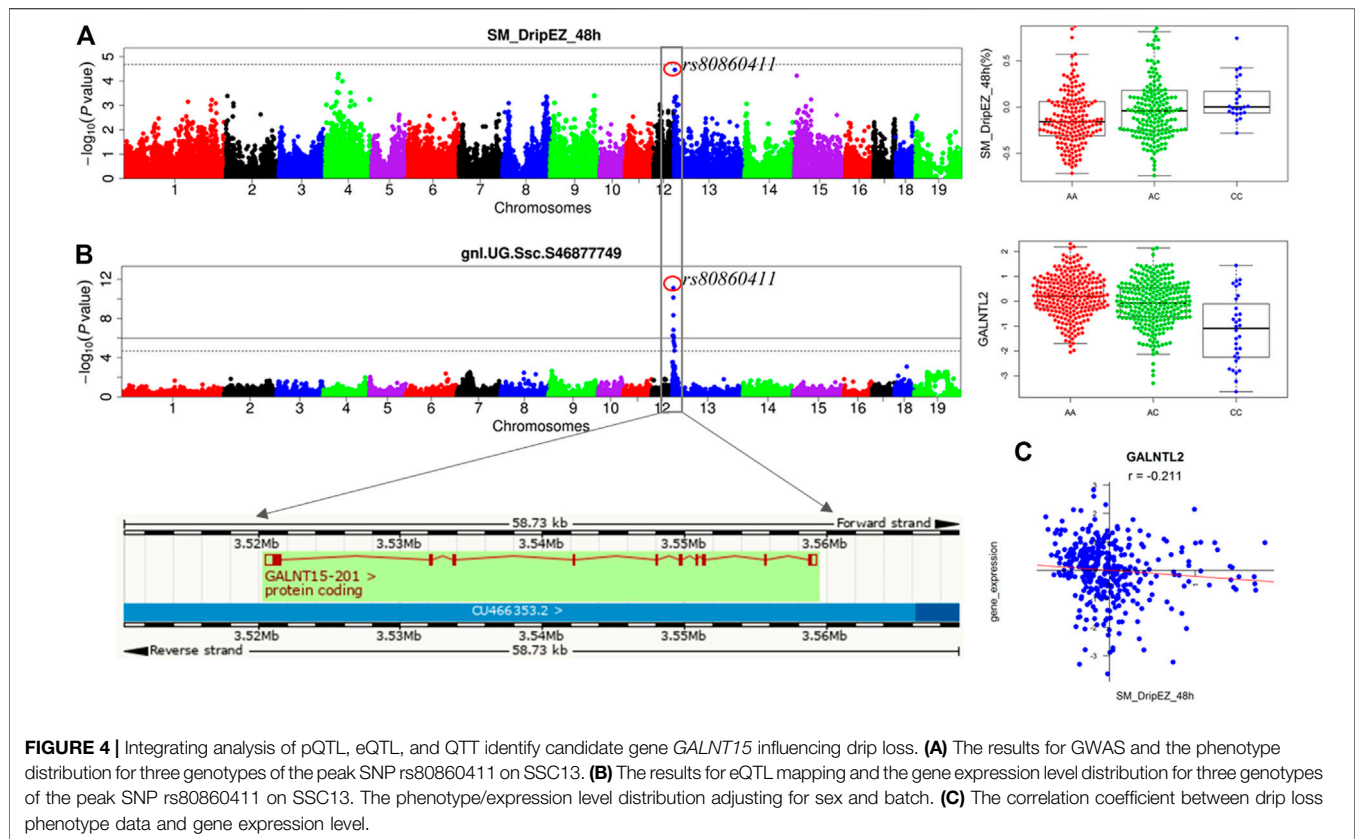 A
SM_DripEZ_48h
rs80860411
−log10(P value)
5
4
3
2
1
0
1 2 3 4 5 6 7 8 9 10 11 12 13 14 15 16 17 18 19
Chromosomes
SM_DripEZ_48h(%)
0.5
0.0
-0.5
AA AC CC
B
gnl.UG.Ssc.S46877749
rs80860411
−log10(P value)
12
8
4
0
1 2 3 4 5 6 7 8 9 10 12 13 14 15 16 18 19
Chromosomes
GALNTL2
2
1
0
-1
-2
-3
AA AC CC
58.73 kb Forward strand
3.52Mb 3.53Mb 3.54Mb 3.55Mb 3.56Mb
GALNT15-201 >
protein coding
CU466353.2 >
3.52Mb 3.53Mb 3.54Mb 3.55Mb 3.56Mb
Reverse strand 58.73 kb
C
GALNTL2
r = -0.211
gene_expression
3
2
-3
SM_DripEZ_48h
FIGURE 4 | Integrating analysis of pQTL, eQTL, and QTT identify candidate gene GALNT15 influencing drip loss. (A) The results for GWAS and the phenotype
distribution for three genotypes of the peak SNP rs80860411 on SSC13. (B) The results for eQTL mapping and the gene expression level distribution for three genotypes
of the peak SNP rs80860411 on SSC13. The phenotype/expression level distribution adjusting for sex and batch. (C) The correlation coefficient between drip loss
phenotype data and gene expression level.